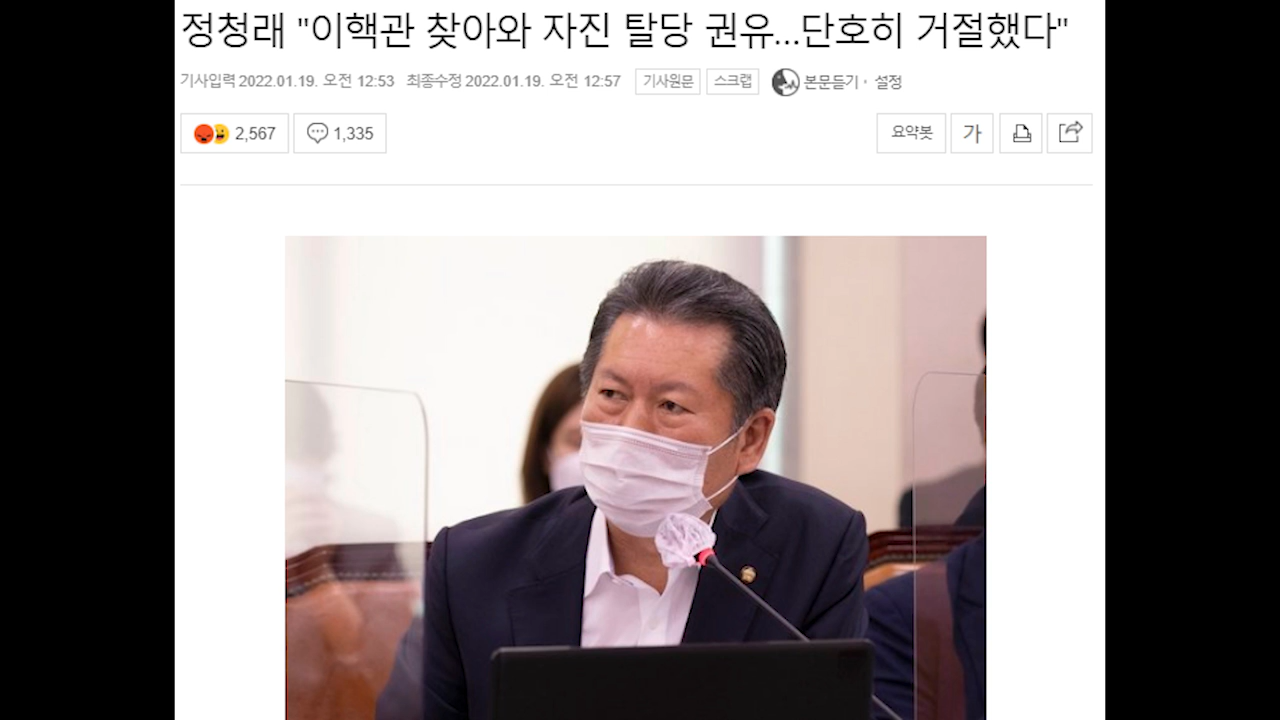 정청래 "이핵관 찾아와 자진 탈당 권유...단호히 거절했다"
기사입력 2022.01.19. 오전 12:53 최종수정 2022.01.19. 오전 12:57 기사원문 스크랩 본문듣기 · 설정
2,567 1,335 요약봇 가